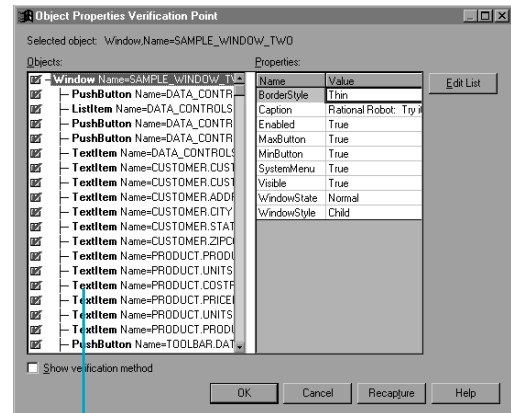 Object Properties Verification Point
Selected object: Window,Name=SAMPLE_WINDOW_TWO
Objects:
Window Name=SAMPLE_WINDOW_TW
PushButton Name=DATA_CONTR
ListItem Name=DATA_CONTROLS
PushButton Name=DATA_CONTR
PushButton Name=DATA_CONTR
TextItem Name=DATA_CONTROLS
TextItem Name=CUSTOMER.CUST
TextItem Name=CUSTOMER.CUST
TextItem Name=CUSTOMER.ADDR
TextItem Name=CUSTOMER.CITY
TextItem Name=CUSTOMER.STAT
TextItem Name=CUSTOMER.ZIPCO
TextItem Name=PRODUCT.PRODU
TextItem Name=PRODUCT.UNITS
TextItem Name=PRODUCT.COSTP
TextItem Name=PRODUCT.PRICE
TextItem Name=PRODUCT.UNITS
TextItem Name=PRODUCT.PRODU
PushButton Name=TOOLBAR.DAT
Properties:
Name Value
BorderStyle Thin
Caption Rational Robot: Try it
Enabled True
MaxButton True
MinButton True
SystemMenu True
Visible True
WindowState Normal
WindowStyle Child
Edit List
Show verification method
OK Cancel Recapture Help